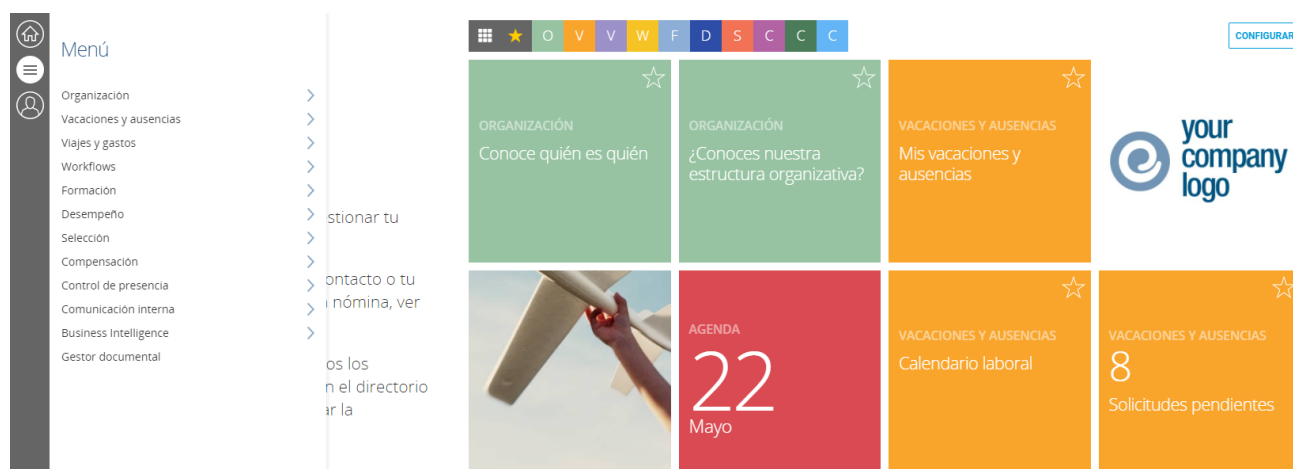 Menú
Organización
Vacaciones y ausencias
Viajes y gastos
Workflows
Formación
Desempeño
Selección
Compensación
Control de presencia
Comunicación interna
Business Intelligence
Gestor documental
stionar tu
ontacto o tu
nómina, ver
os los
n el directorio
ar la
O V V W F D S C C C
CONFIGURAR
ORGANIZACIÓN
Conoce quién es quién
ORGANIZACIÓN
¿Conoces nuestra
estructura organizativa?
VACACIONES Y AUSENCIAS
Mis vacaciones y
ausencias
your
company
logo
AGENDA
22
Mayo
VACACIONES Y AUSENCIAS
Calendario laboral
VACACIONES Y AUSENCIAS
8
Solicitudes pendientes